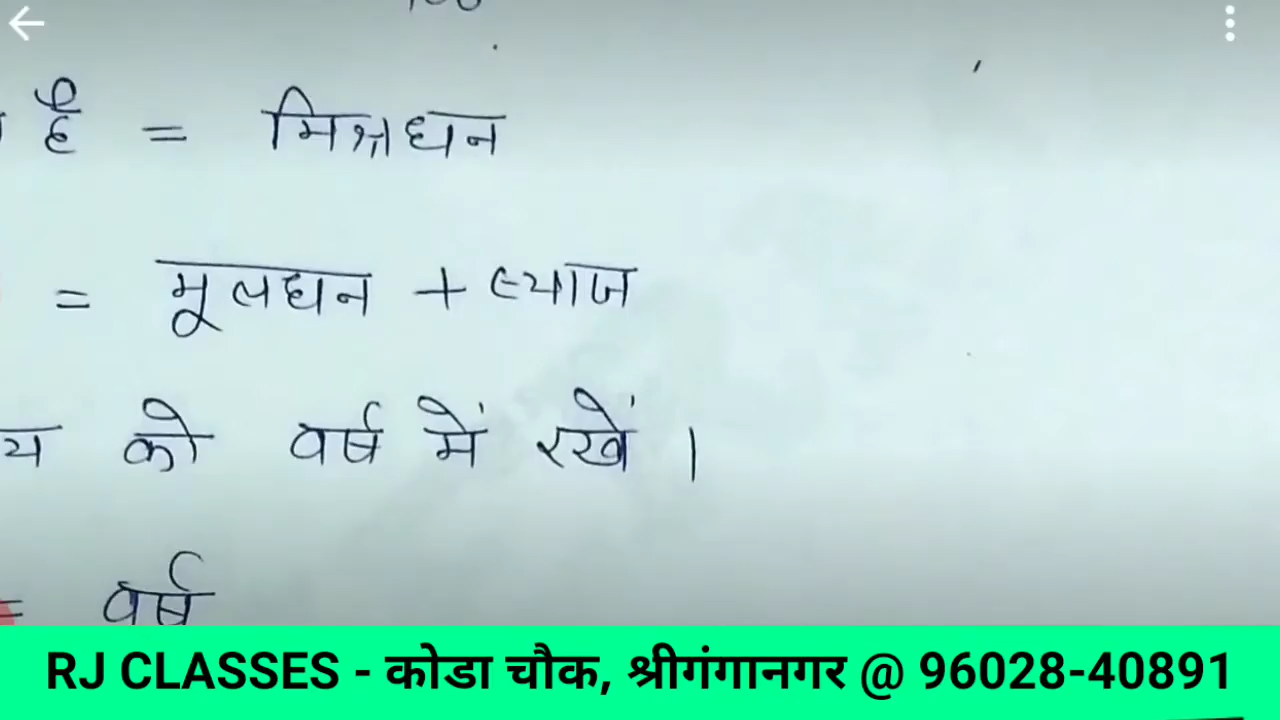 है = मिश्रधन
= मूलधन + ब्याज
य को वर्ष में रखें ।
= वर्ष
RJ CLASSES - कोडा चौक, श्रीगंगानगर @ 96028-40891